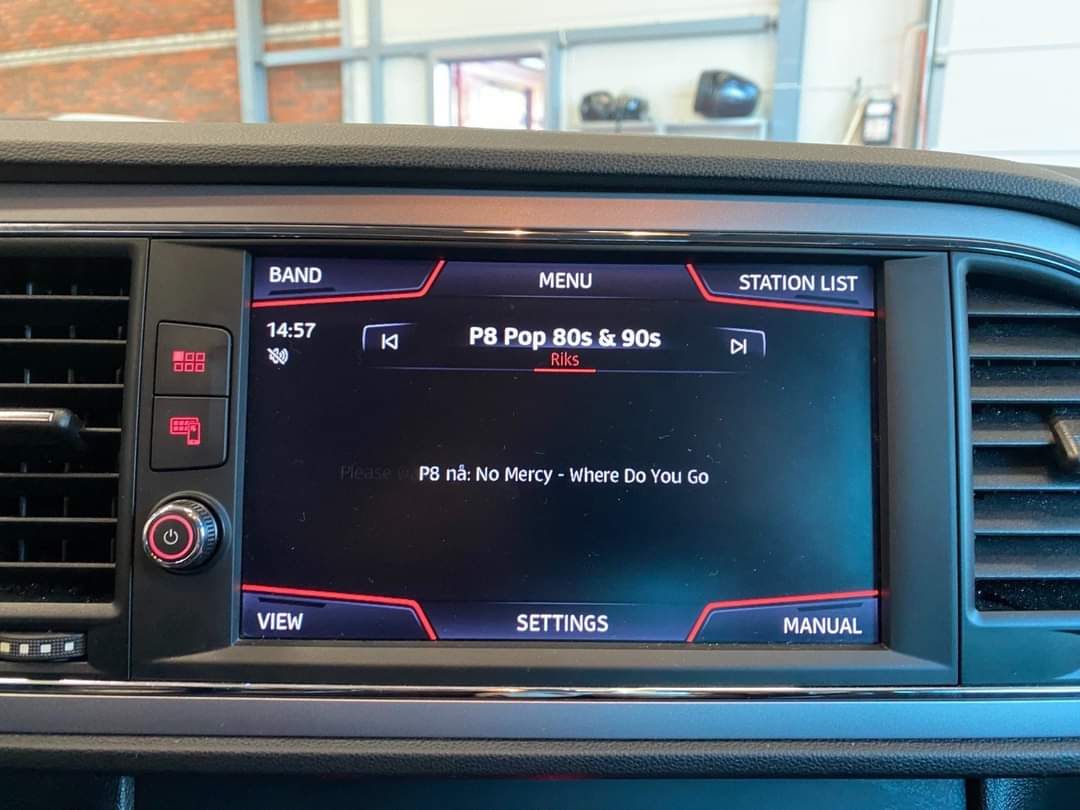 BAND
MENU
STATION LIST
14:57
P8 Pop 80s & 90s
Riks
Please
P8 nå: No Mercy - Where Do You Go
VIEW
SETTINGS
MANUAL